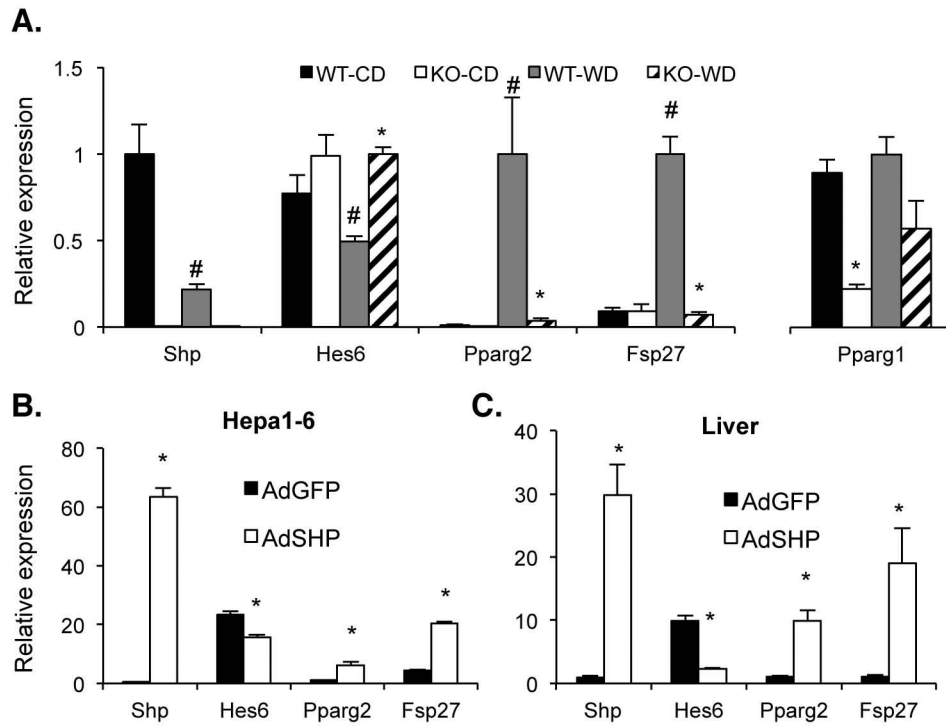 A.
WT-CD KO-CD WT-WD KO-WD
Relative expression
1.5
1
0.5
0
#
*
#
#
*
#
*
*
Shp Hes6 Pparg2 Fsp27 Pparg1
B.
Hepa1-6
Relative expression
80
60
40
20
0
AdGFP
AdSHP
*
*
*
*
Shp Hes6 Pparg2 Fsp27
C.
Liver
40
30
20
10
0
AdGFP
AdSHP
*
*
*
*
Shp Hes6 Pparg2 Fsp27